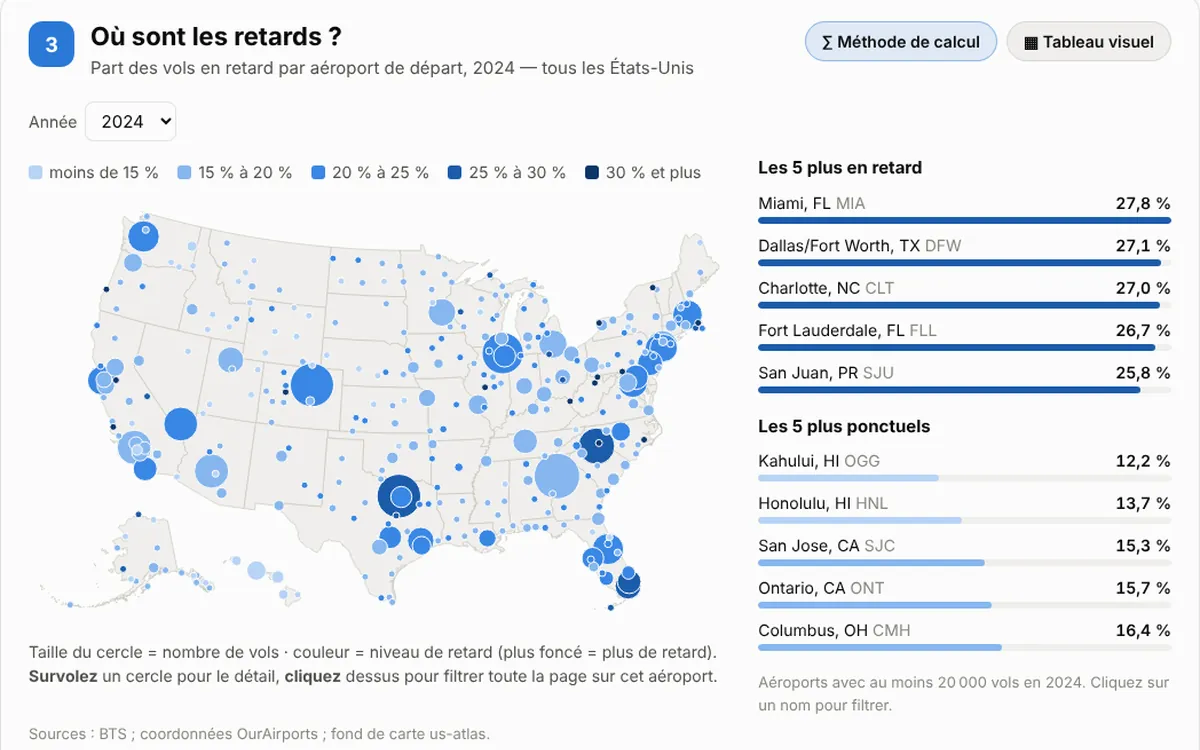 3
Où sont les retards ?
Part des vols en retard par aéroport de départ, 2024 — tous les États-Unis
∑ Méthode de calcul
▦ Tableau visuel
Année 2024
moins de 15 % 15 % à 20 % 20 % à 25 % 25 % à 30 % 30 % et plus
Taille du cercle = nombre de vols · couleur = niveau de retard (plus foncé = plus de retard).
Survolez un cercle pour le détail, cliquez dessus pour filtrer toute la page sur cet aéroport.
Les 5 plus en retard
Miami, FL MIA 27,8 %
Dallas/Fort Worth, TX DFW 27,1 %
Charlotte, NC CLT 27,0 %
Fort Lauderdale, FL FLL 26,7 %
San Juan, PR SJU 25,8 %
Les 5 plus ponctuels
Kahului, HI OGG 12,2 %
Honolulu, HI HNL 13,7 %
San Jose, CA SJC 15,3 %
Ontario, CA ONT 15,7 %
Columbus, OH CMH 16,4 %
Aéroports avec au moins 20 000 vols en 2024. Cliquez sur
un nom pour filtrer.
Sources : BTS ; coordonnées OurAirports ; fond de carte us-atlas.